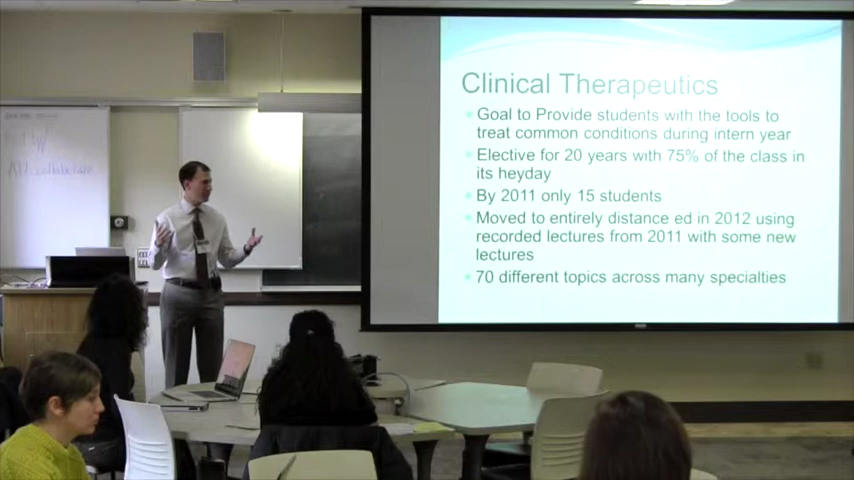 Clinical Therapeutics
Goal to Provide students with the tools to
treat common conditions during intern year
Elective for 20 years with 75% of the class in
its heyday
By 2011 only 15 students
Moved to entirely distance ed in 2012 using
recorded lectures from 2011 with some new
lectures
70 different topics across many specialties